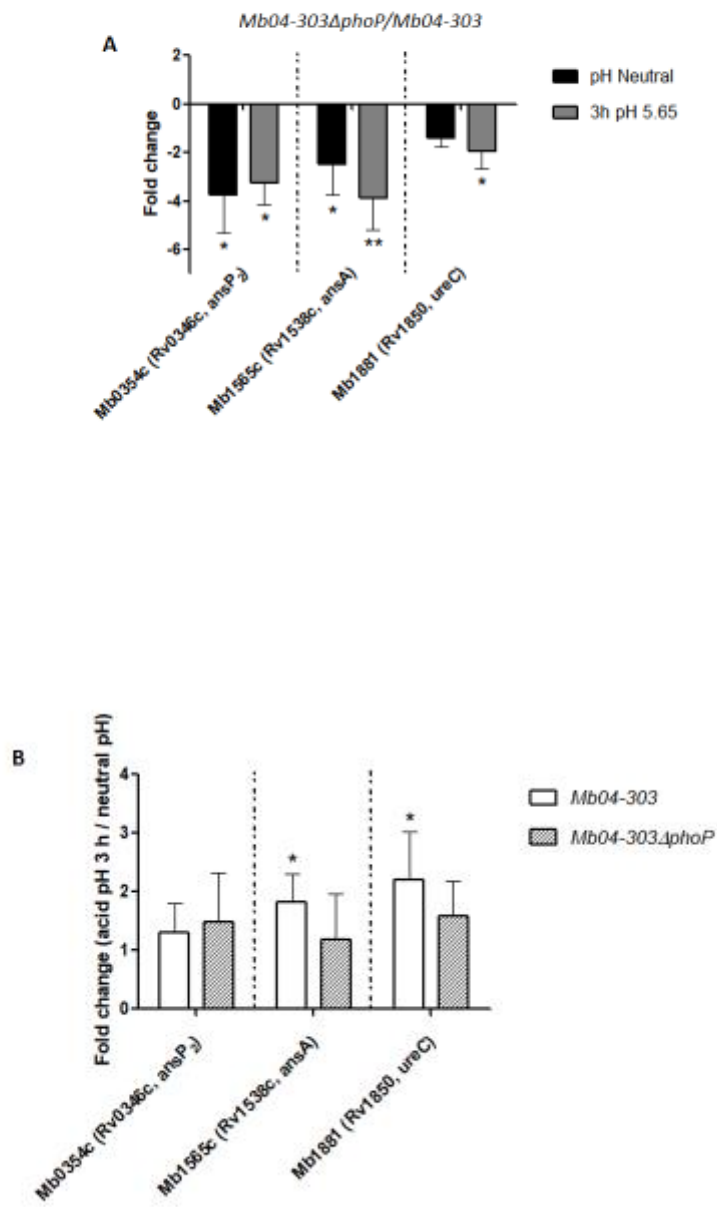 Mb04-303ΔphoP/Mb04-303
A
Fold change
2
0
-2
-4
-6
* * * ** *
pH Neutral
3h pH 5.65
Mb0354c (Rv0346c, ansP2)
Mb1565c (Rv1538c, ansA)
Mb1881 (Rv1850, ureC)
B
Fold change (acid pH 3 h / neutral pH)
4
3
2
1
0
* *
Mb04-303
Mb04-303ΔphoP
Mb0354c (Rv0346c, ansP2)
Mb1565c (Rv1538c, ansA)
Mb1881 (Rv1850, ureC)